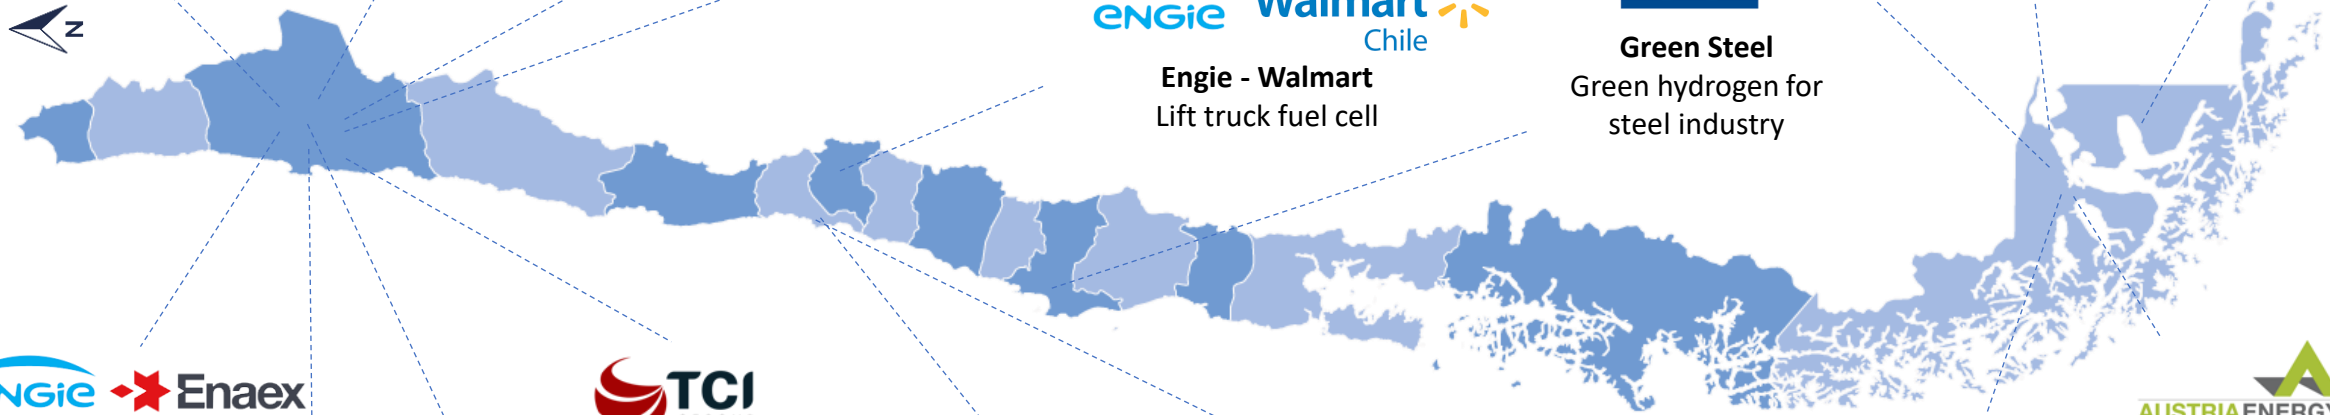 N
ENGIE
Walmart
Chile
Engie - Walmart
Lift truck fuel cell
Green Steel
Green hydrogen for
steel industry
Enaex
TCI
AUSTRIAENERGY